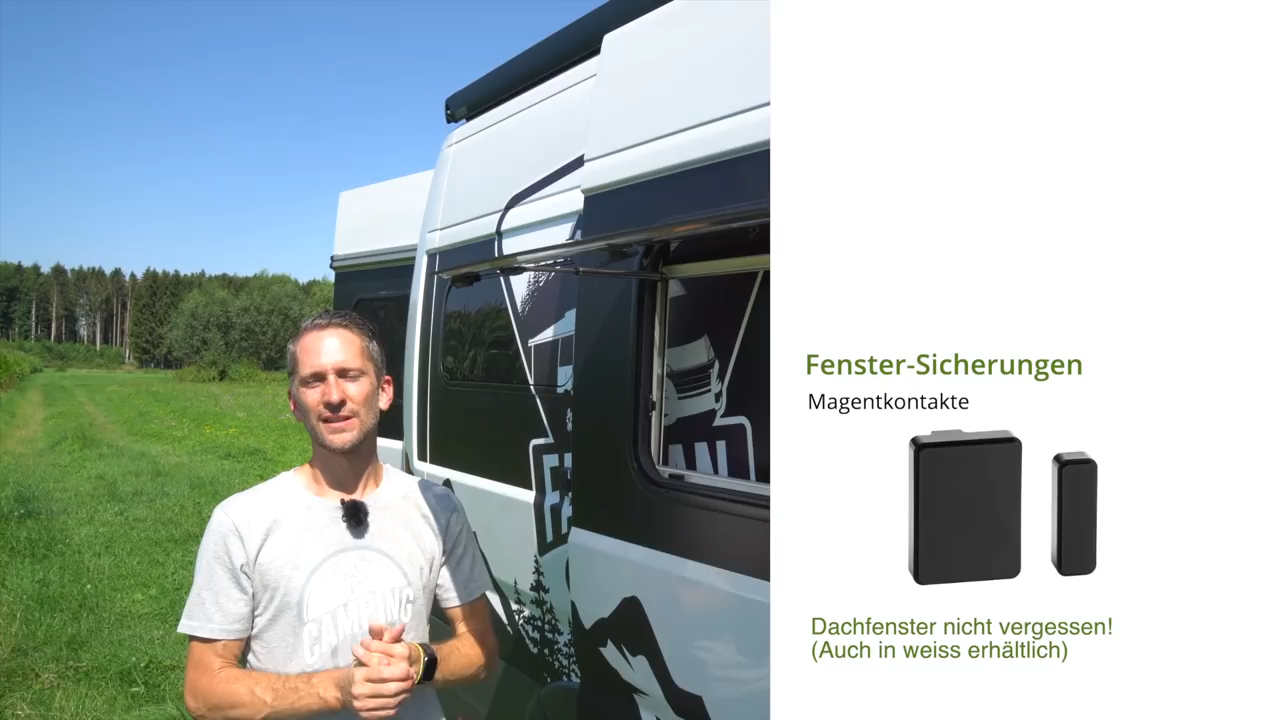 Fenster-Sicherungen
Magentkontakte
Dachfenster nicht vergessen!
(Auch in weiss erhältlich)
CAMPING